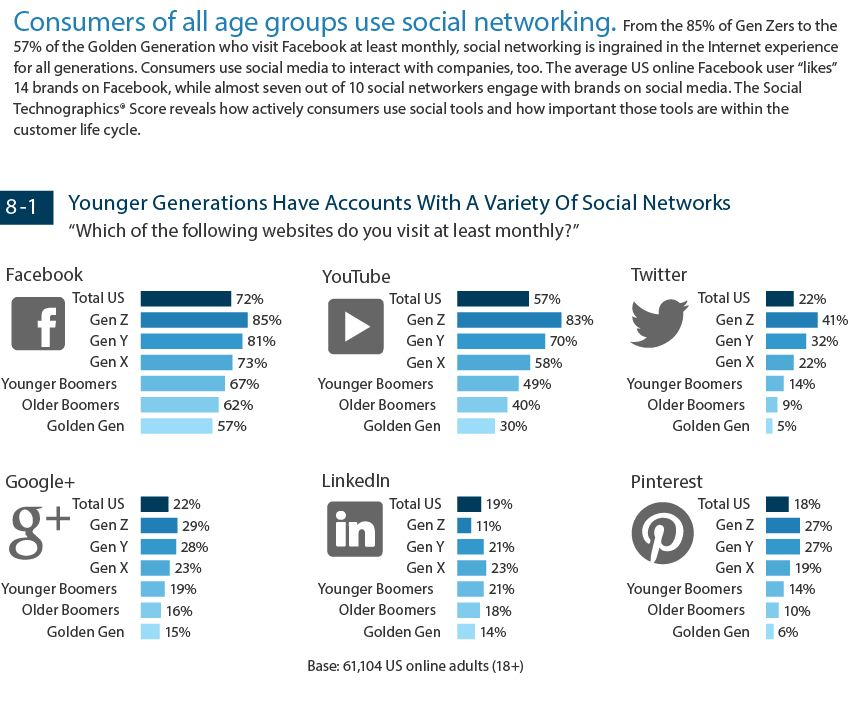 Consumers of all age groups use social networking. From the 85% of Gen Zers to the
57% of the Golden Generation who visit Facebook at least monthly, social networking is ingrained in the Internet experience
for all generations. Consumers use social media to interact with companies, too. The average US online Facebook user “likes”
14 brands on Facebook, while almost seven out of 10 social networkers engage with brands on social media. The Social
Technographics® Score reveals how actively consumers use social tools and how important those tools are within the
customer life cycle.
8-1 Younger Generations Have Accounts With A Variety Of Social Networks
“Which of the following websites do you visit at least monthly?”
Facebook
f
Total US 72%
Gen Z 85%
Gen Y 81%
Gen X 73%
Younger Boomers 67%
Older Boomers 62%
Golden Gen 57%
YouTube
Total US 57%
Gen Z 83%
Gen Y 70%
Gen X 58%
Younger Boomers 49%
Older Boomers 40%
Golden Gen 30%
Twitter
Total US 22%
Gen Z 41%
Gen Y 32%
Gen X 22%
Younger Boomers 14%
Older Boomers 9%
Golden Gen 5%
Google+
g+
Total US 22%
Gen Z 29%
Gen Y 28%
Gen X 23%
Younger Boomers 19%
Older Boomers 16%
Golden Gen 15%
LinkedIn
in
Total US 19%
Gen Z 11%
Gen Y 21%
Gen X 23%
Younger Boomers 21%
Older Boomers 18%
Golden Gen 14%
Pinterest
P
Total US 18%
Gen Z 27%
Gen Y 27%
Gen X 19%
Younger Boomers 14%
Older Boomers 10%
Golden Gen 6%
Base: 61,104 US online adults (18+)